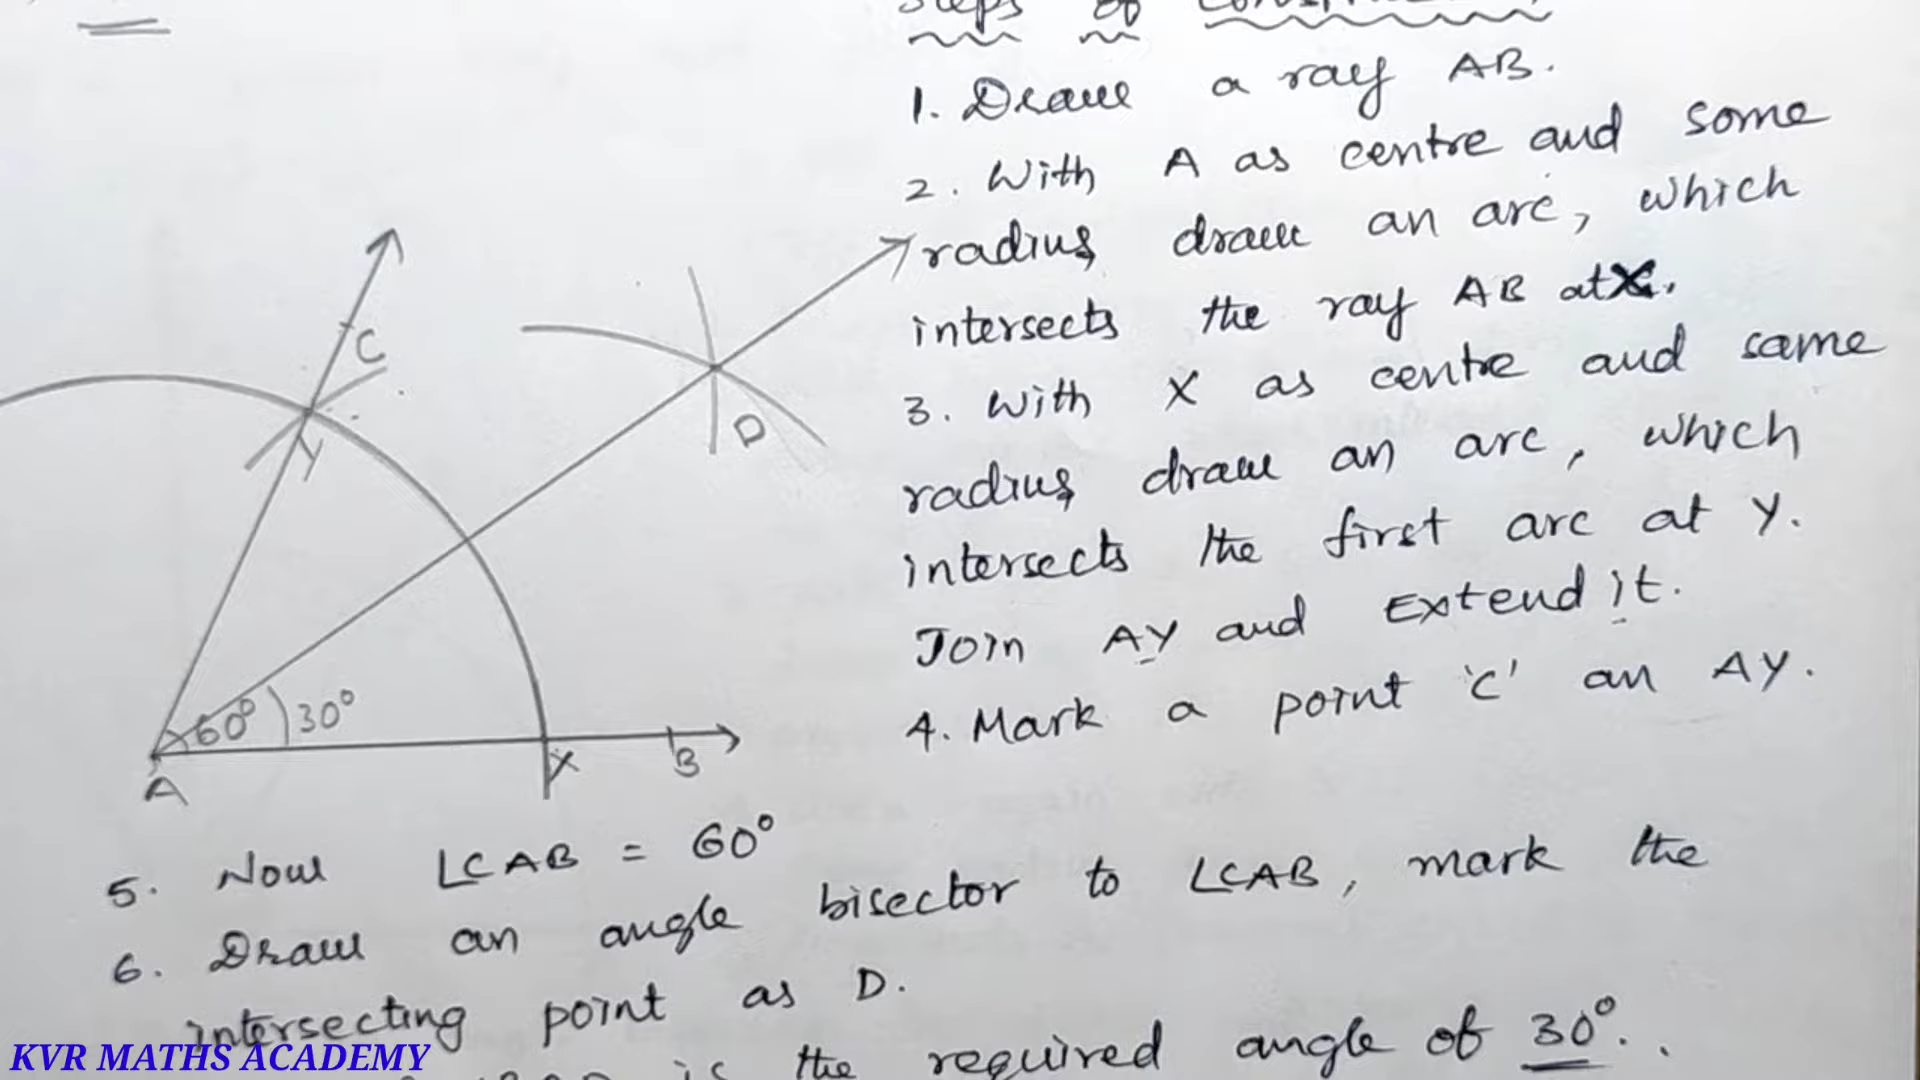 Steps of
1. Draw a ray AB.
2. With A as centre and some
radius draw an arc, which
intersects the ray AB at X.
3. With X as centre and same
radius draw an arc, which
intersects the first arc at Y.
Join AY and Extend it.
4. Mark a point 'C' an AY.
C
Y
D
60° 30°
A
X
B
5. Now ∠CAB = 60°
6. Draw an angle bisector to ∠CAB, mark the
intersecting point as D.
is the required angle of 30°.
KVR MATHS ACADEMY